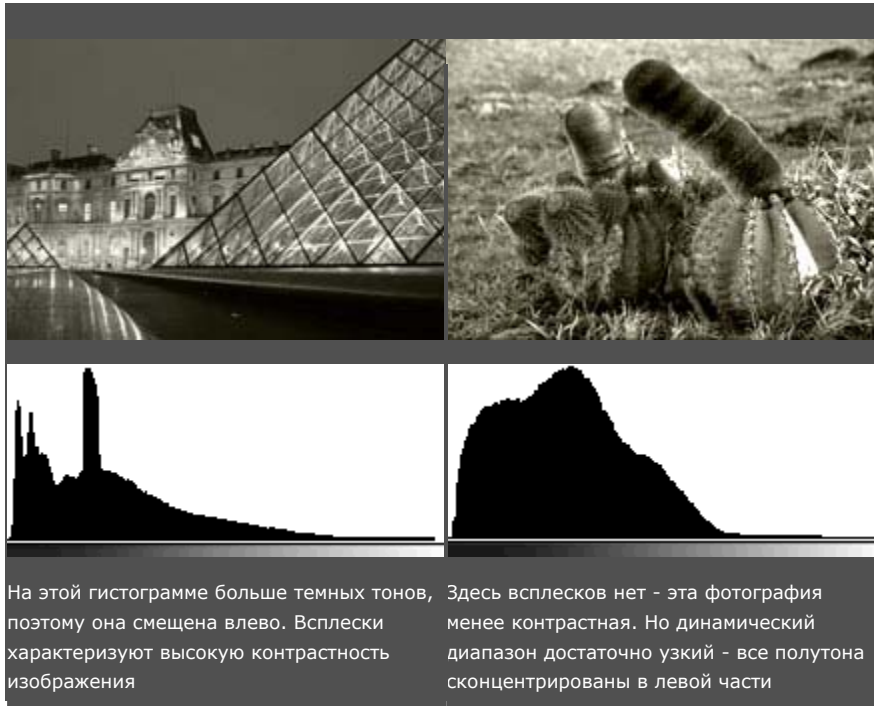 На этой гистограмме больше темных тонов,
поэтому она смещена влево. Всплески
характеризуют высокую контрастность
изображения
Здесь всплесков нет - эта фотография
менее контрастная. Но динамический
диапазон достаточно узкий - все полутона
сконцентрированы в левой части